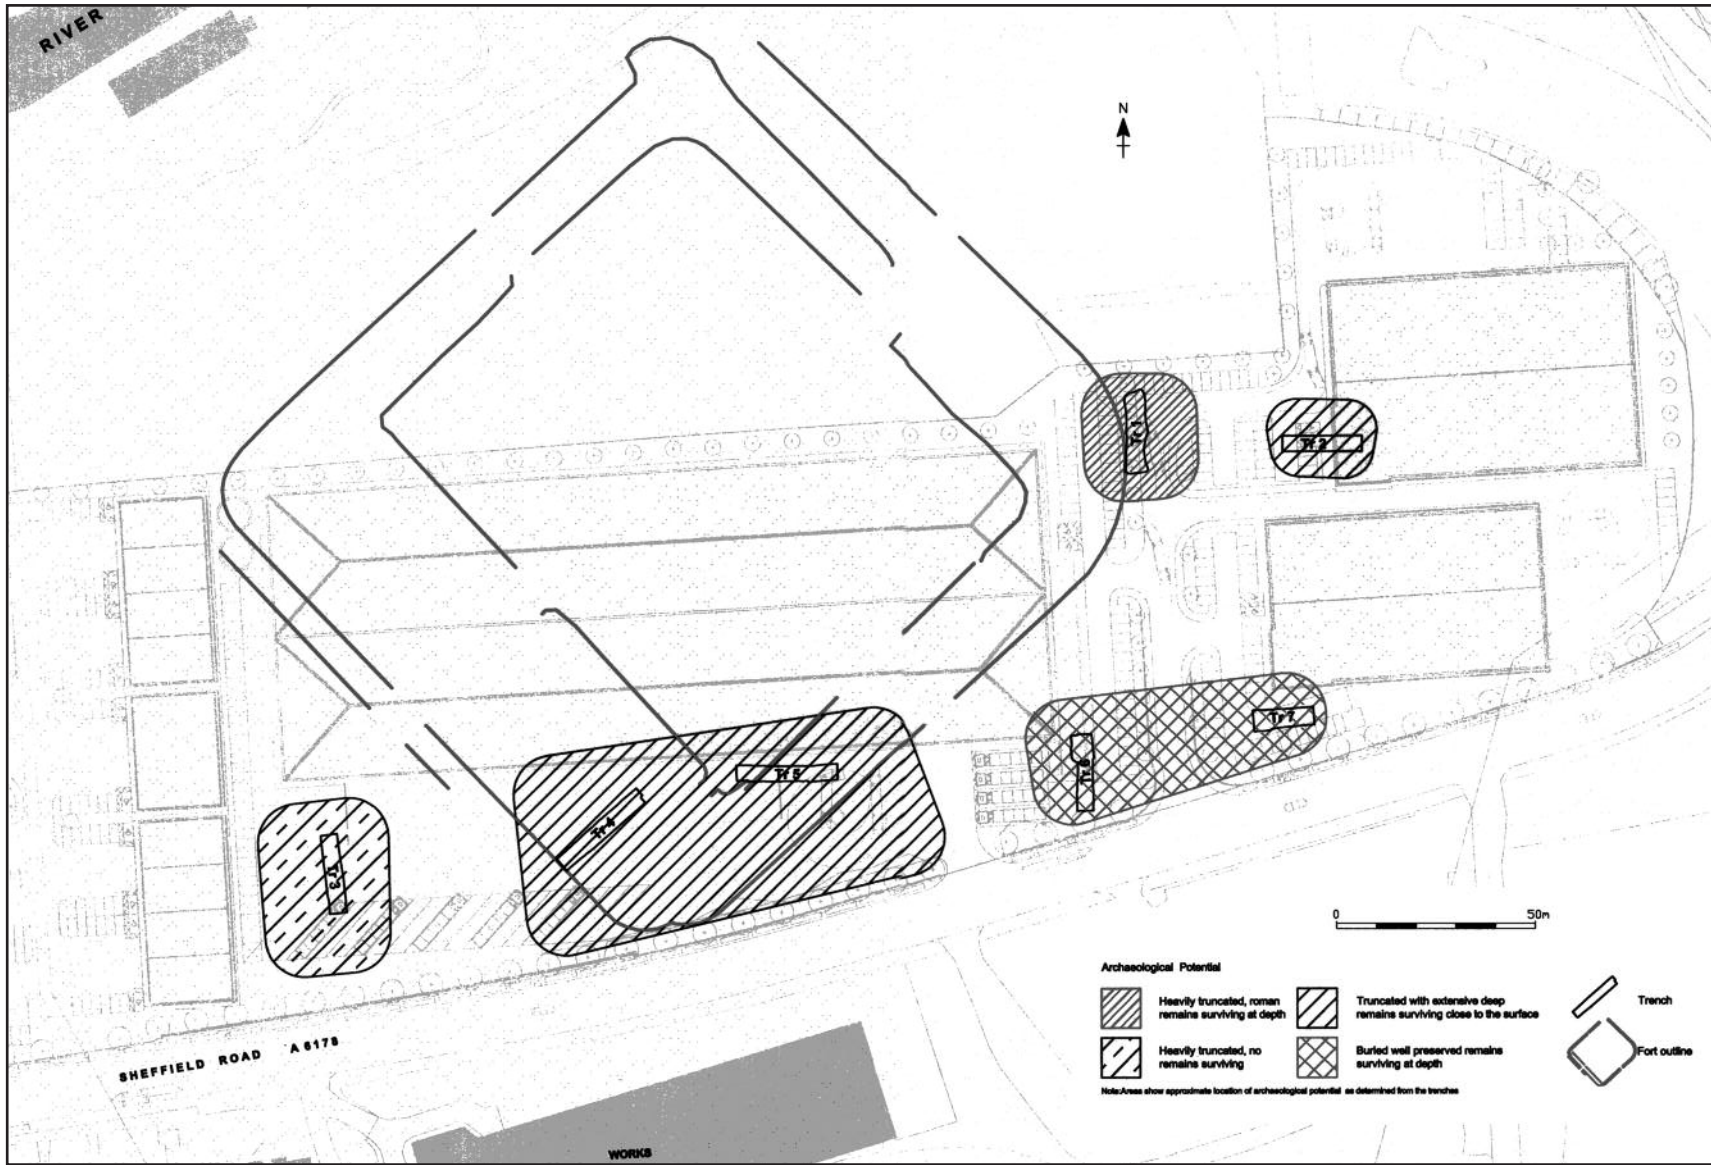 RIVER
N
Tr 1
Tr 2
Tr 7
Tr 6
Tr 5
Tr 4
Tr 3
0 50m
Archaeological Potential
Heavily truncated, roman
remains surviving at depth
Truncated with extensive deep
remains surviving close to the surface
Trench
Heavily truncated, no
remains surviving
Buried well preserved remains
surviving at depth
Fort outline
Note:Areas show approximate location of archaeological potential as determined from the trenches
SHEFFIELD ROAD A 6178
WORKS